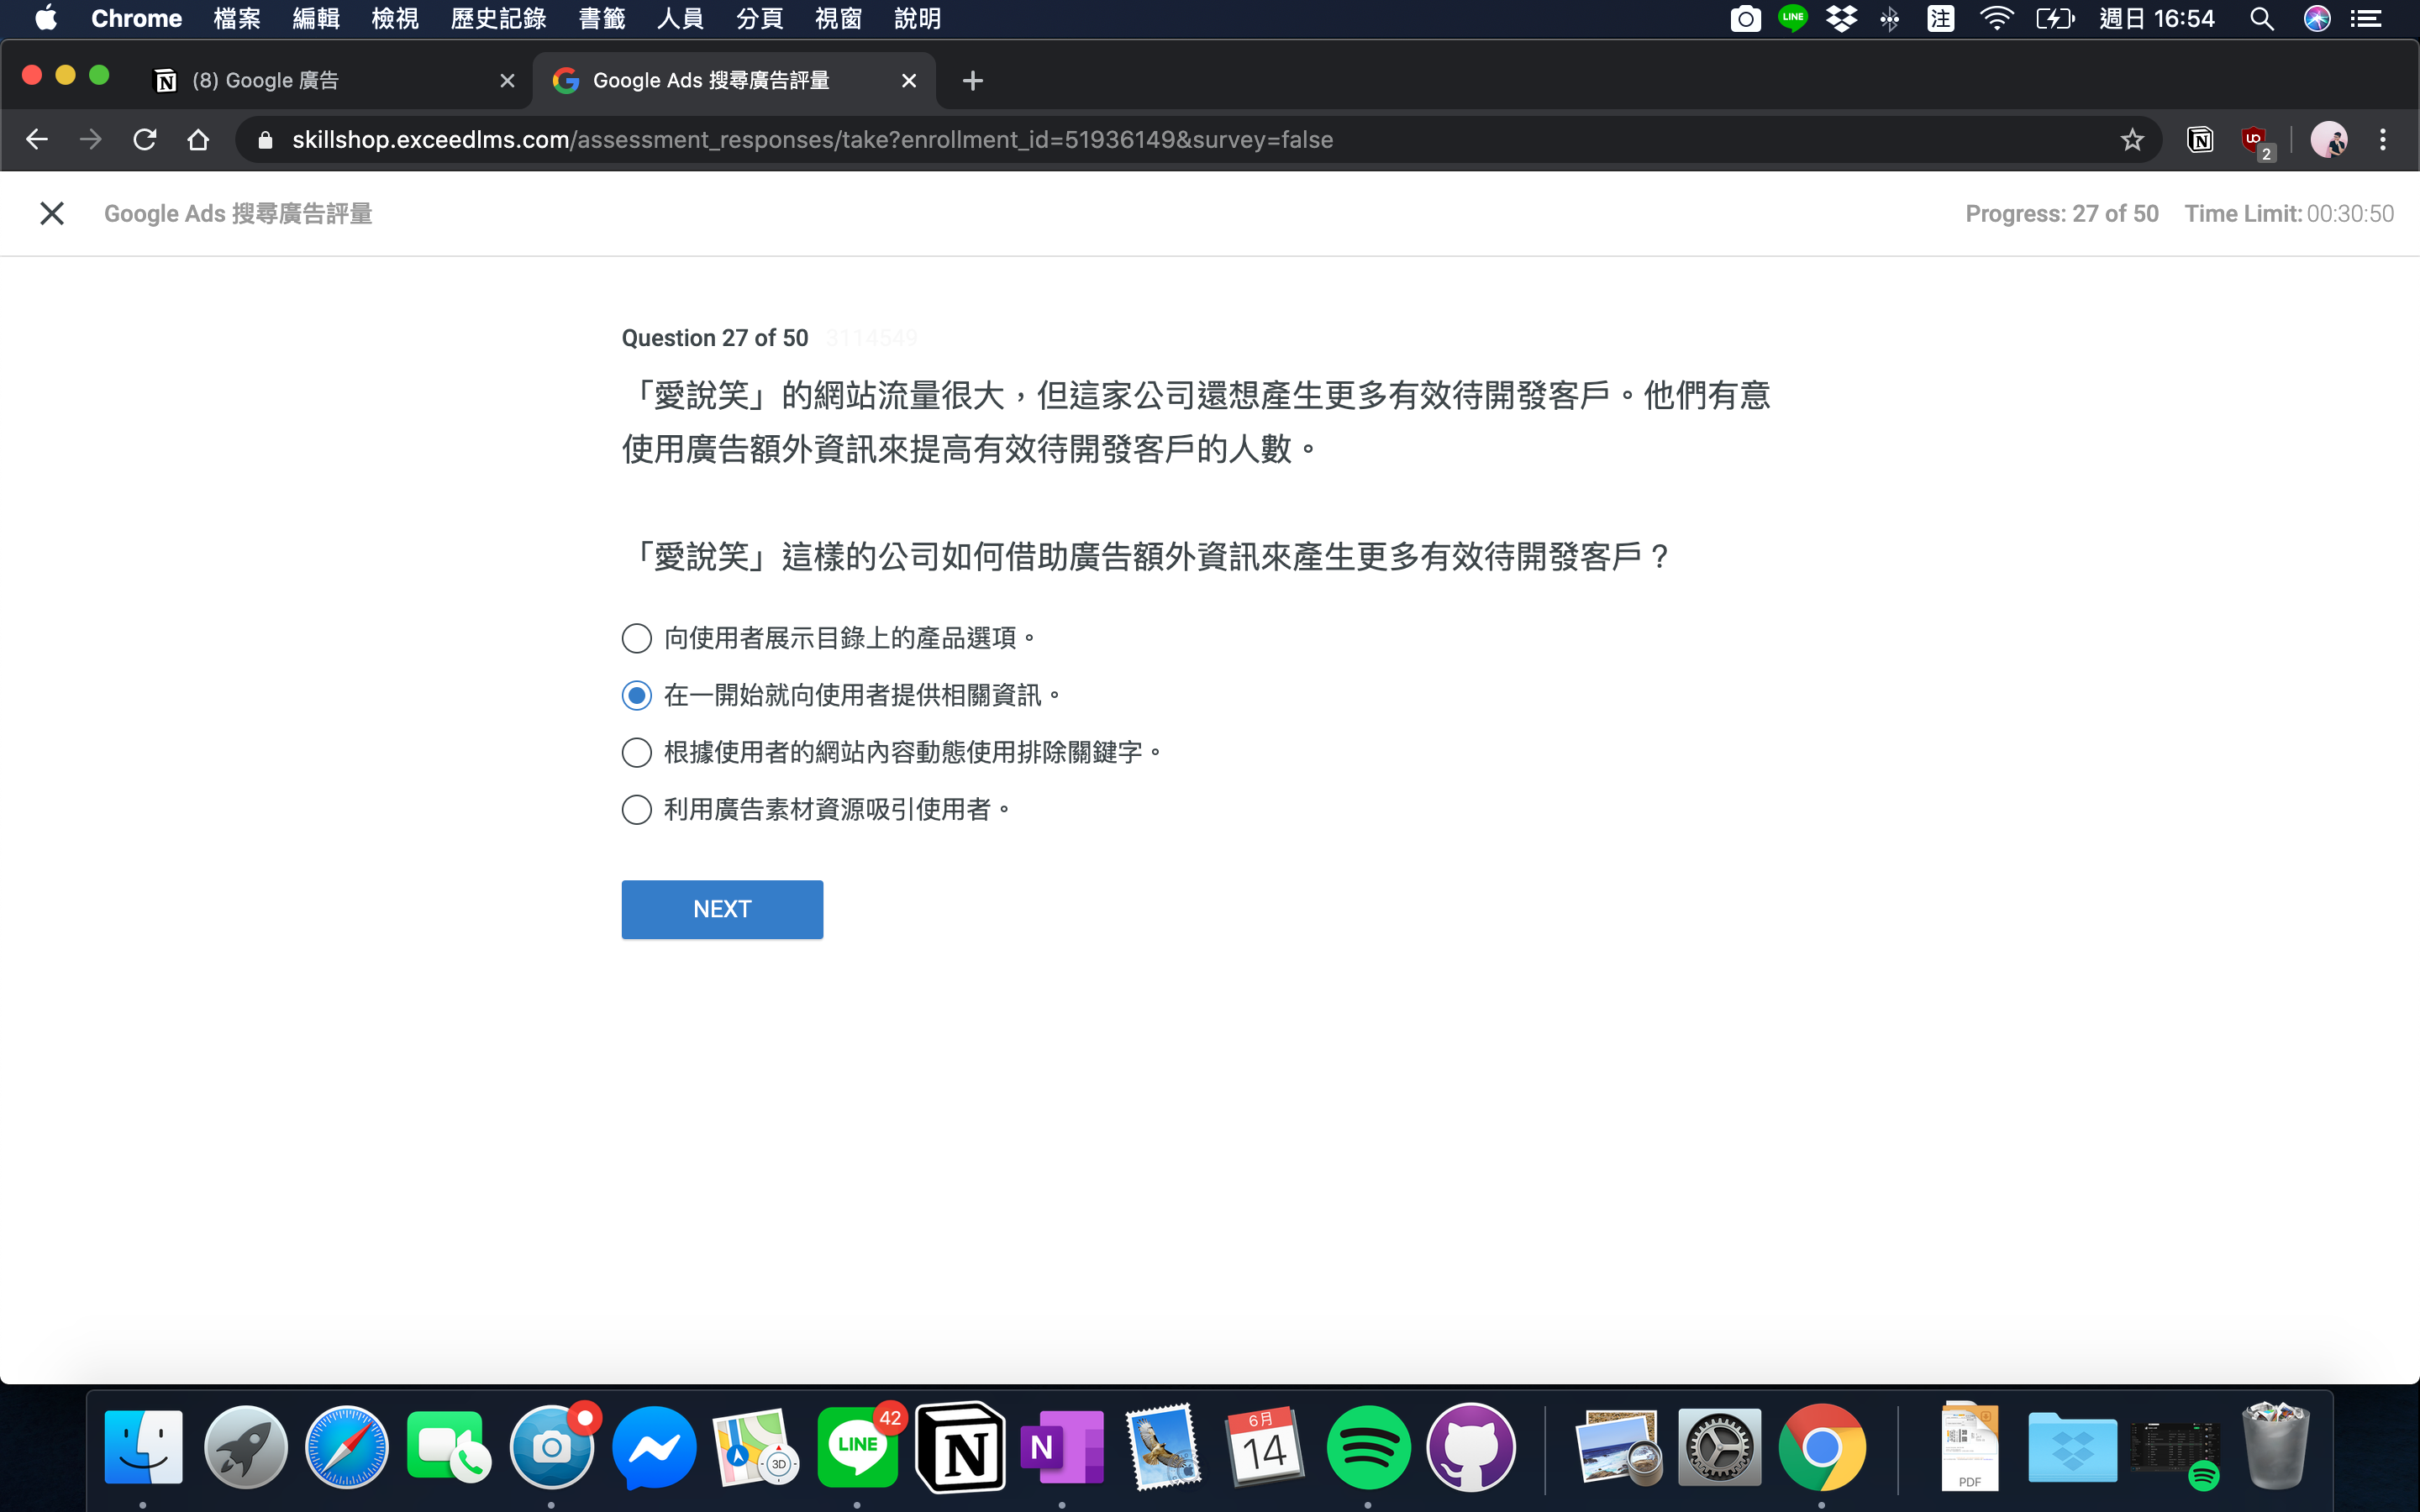 Chrome 檔案 編輯 檢視 歷史記錄 書籤 人員 分頁 視窗 說明 LINE 注 週日 16:54
(8) Google 廣告
Google Ads 搜尋廣告評量
skillshop.exceedlms.com/assessment_responses/take?enrollment_id=51936149&survey=false
2
Google Ads 搜尋廣告評量
Progress: 27 of 50 Time Limit: 00:30:50
Question 27 of 50 3114549
「愛說笑」的網站流量很大，但這家公司還想產生更多有效待開發客戶。他們有意
使用廣告額外資訊來提高有效待開發客戶的人數。
「愛說笑」這樣的公司如何借助廣告額外資訊來產生更多有效待開發客戶？
向使用者展示目錄上的產品選項。
在一開始就向使用者提供相關資訊。
根據使用者的網站內容動態使用排除關鍵字。
利用廣告素材資源吸引使用者。
NEXT
3D
LINE
42
N
N
6月
14
PDF